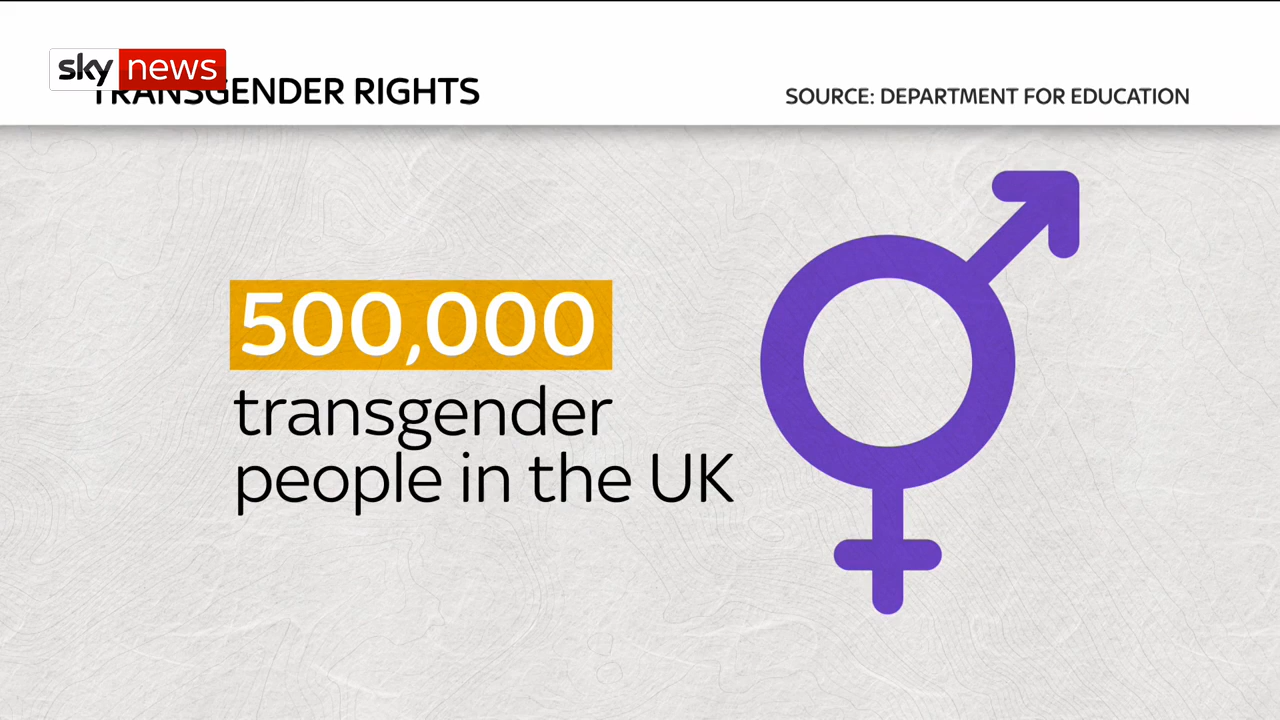 sky news
TRANSGENDER RIGHTS
SOURCE: DEPARTMENT FOR EDUCATION
500,000
transgender
people in the UK